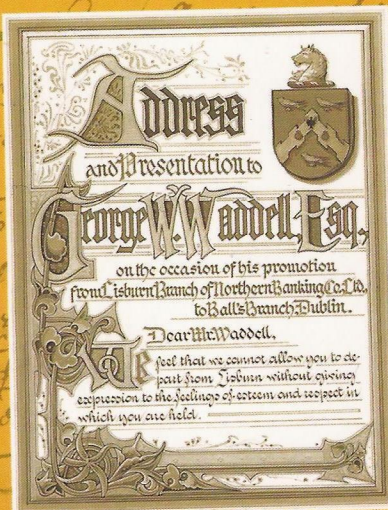 Address
and Presentation to
George W. Waddell, Esq.,
on the occasion of his promotion
from Lisburn Branch of Northern Banking Co. Ltd.,
to Ball's Branch, Dublin.
Dear Mr Waddell,
We feel that we cannot allow you to de-
part from Lisburn without giving
expression to the feelings of esteem and respect in
which you are held.